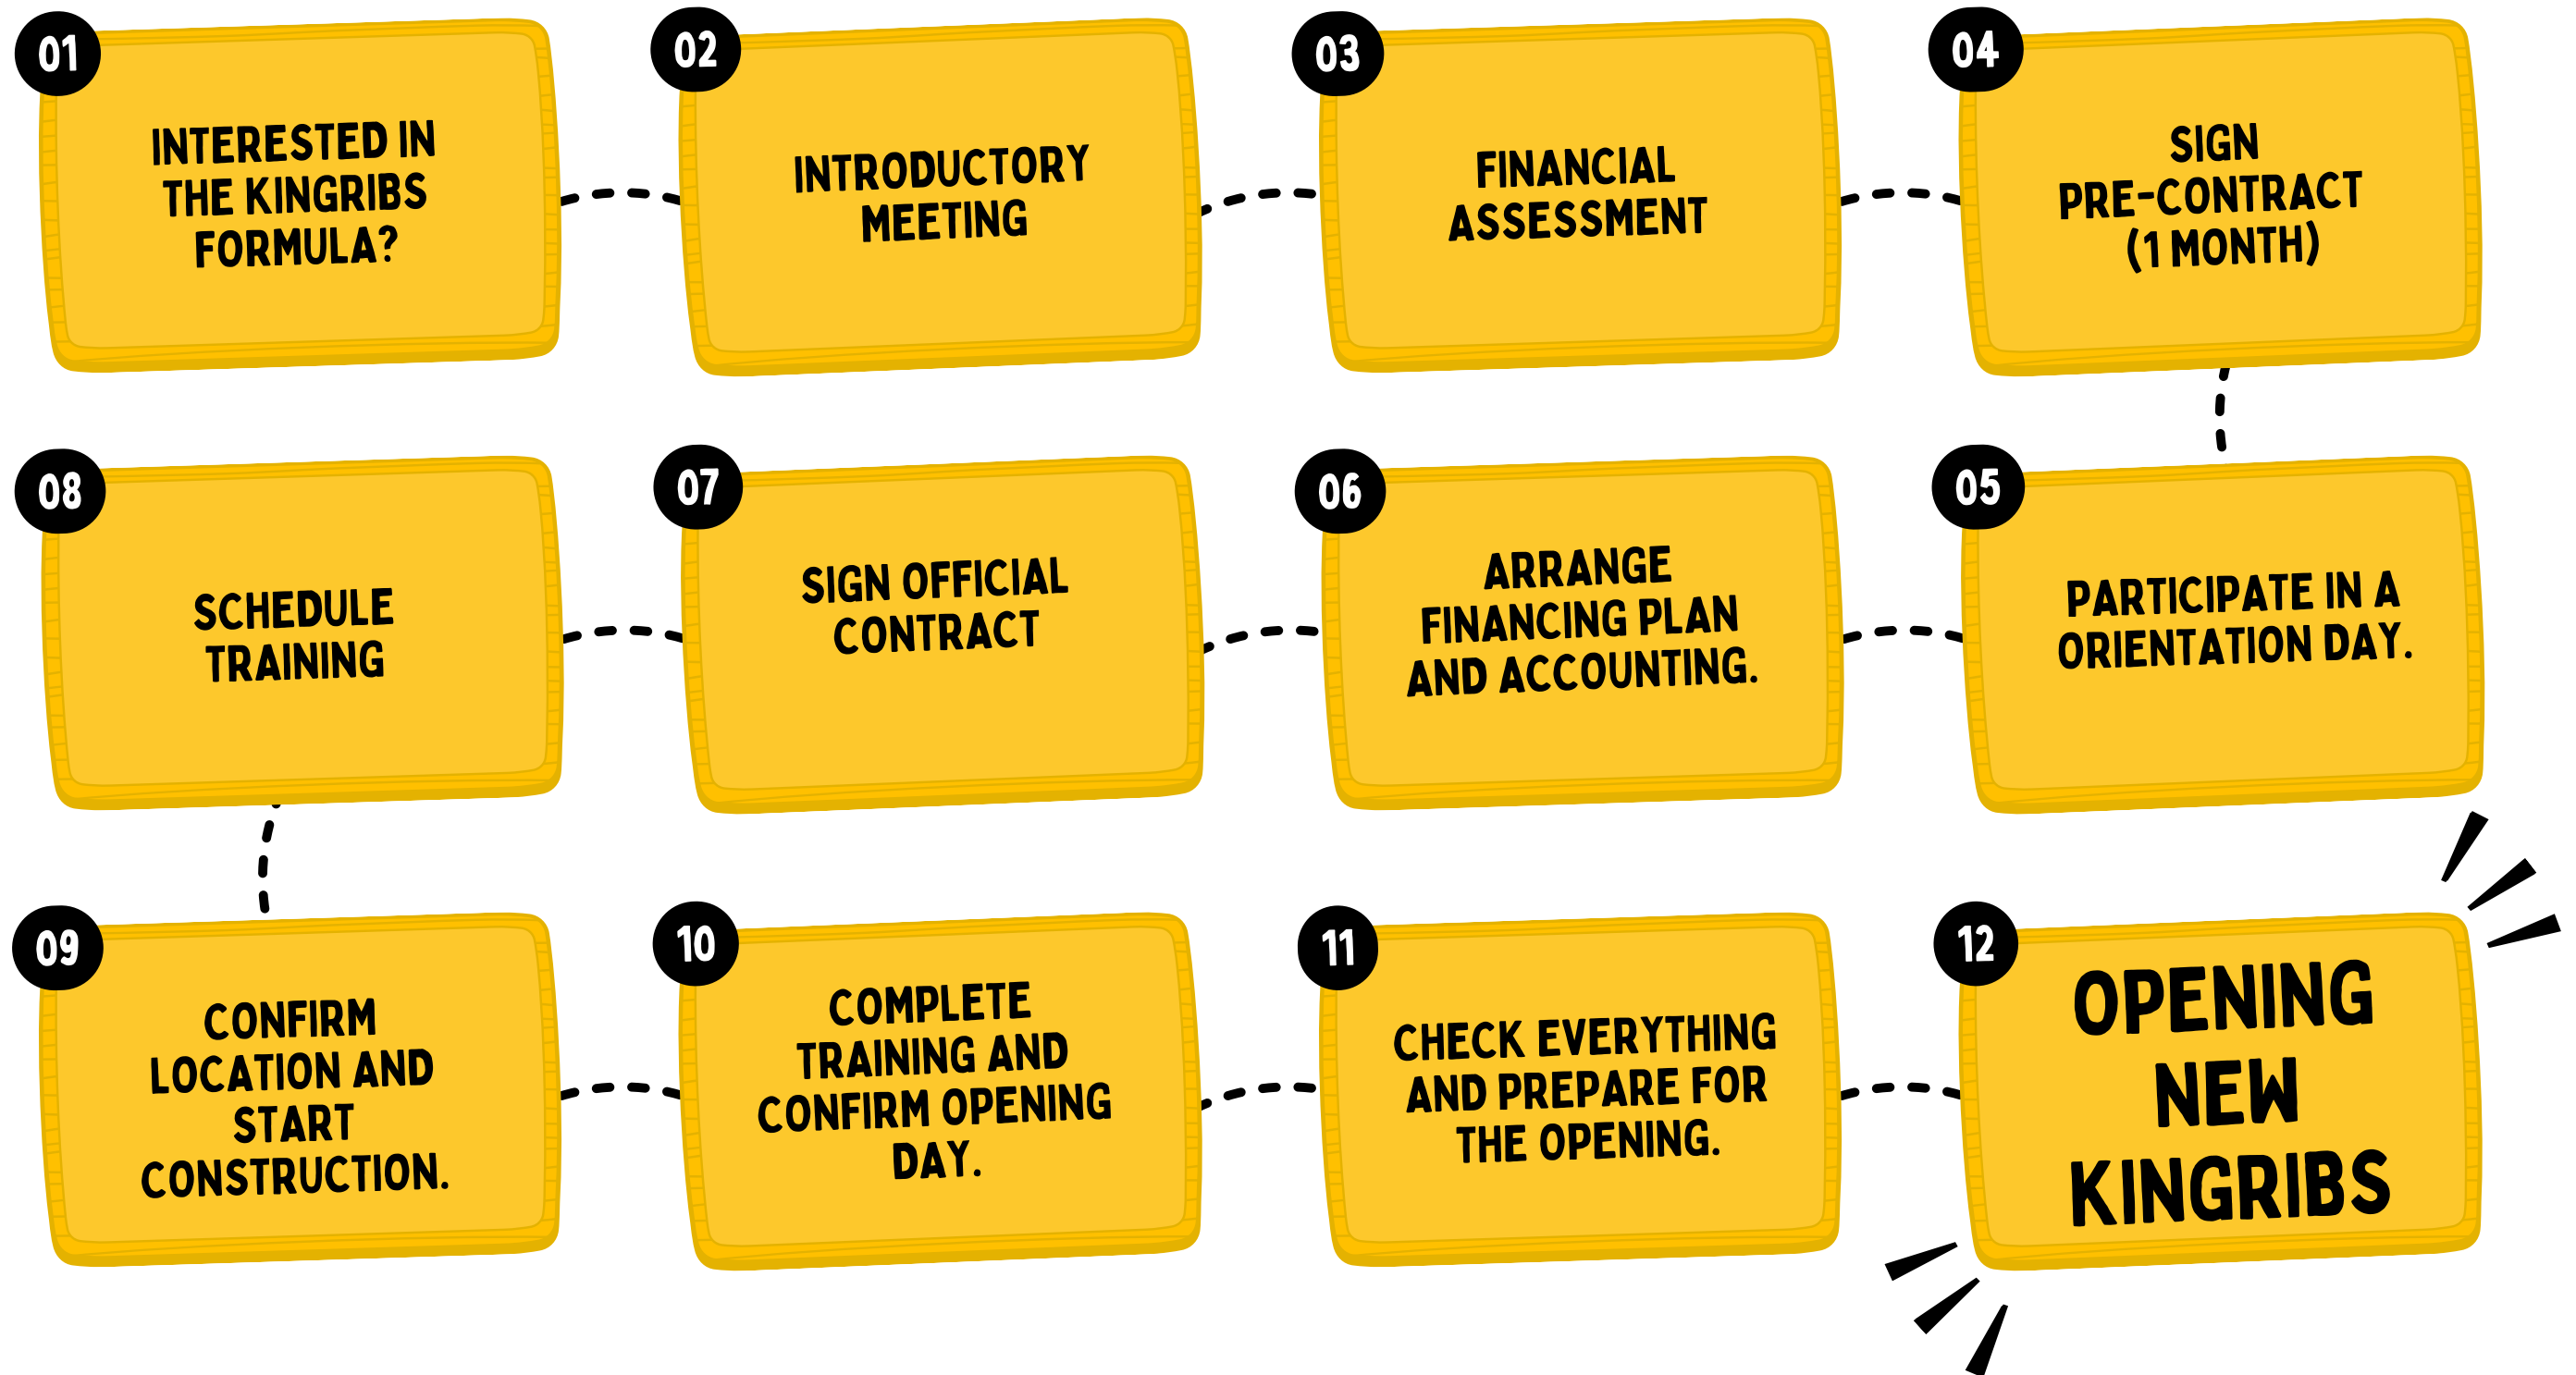 01
INTERESTED IN
THE KINGRIBS
FORMULA?
02
INTRODUCTORY
MEETING
03
FINANCIAL
ASSESSMENT
04
SIGN
PRE-CONTRACT
(1 MONTH)
05
PARTICIPATE IN A
ORIENTATION DAY.
06
ARRANGE
FINANCING PLAN
AND ACCOUNTING.
07
SIGN OFFICIAL
CONTRACT
08
SCHEDULE
TRAINING
09
CONFIRM
LOCATION AND
START
CONSTRUCTION.
10
COMPLETE
TRAINING AND
CONFIRM OPENING
DAY.
11
CHECK EVERYTHING
AND PREPARE FOR
THE OPENING.
12
OPENING
NEW
KINGRIBS